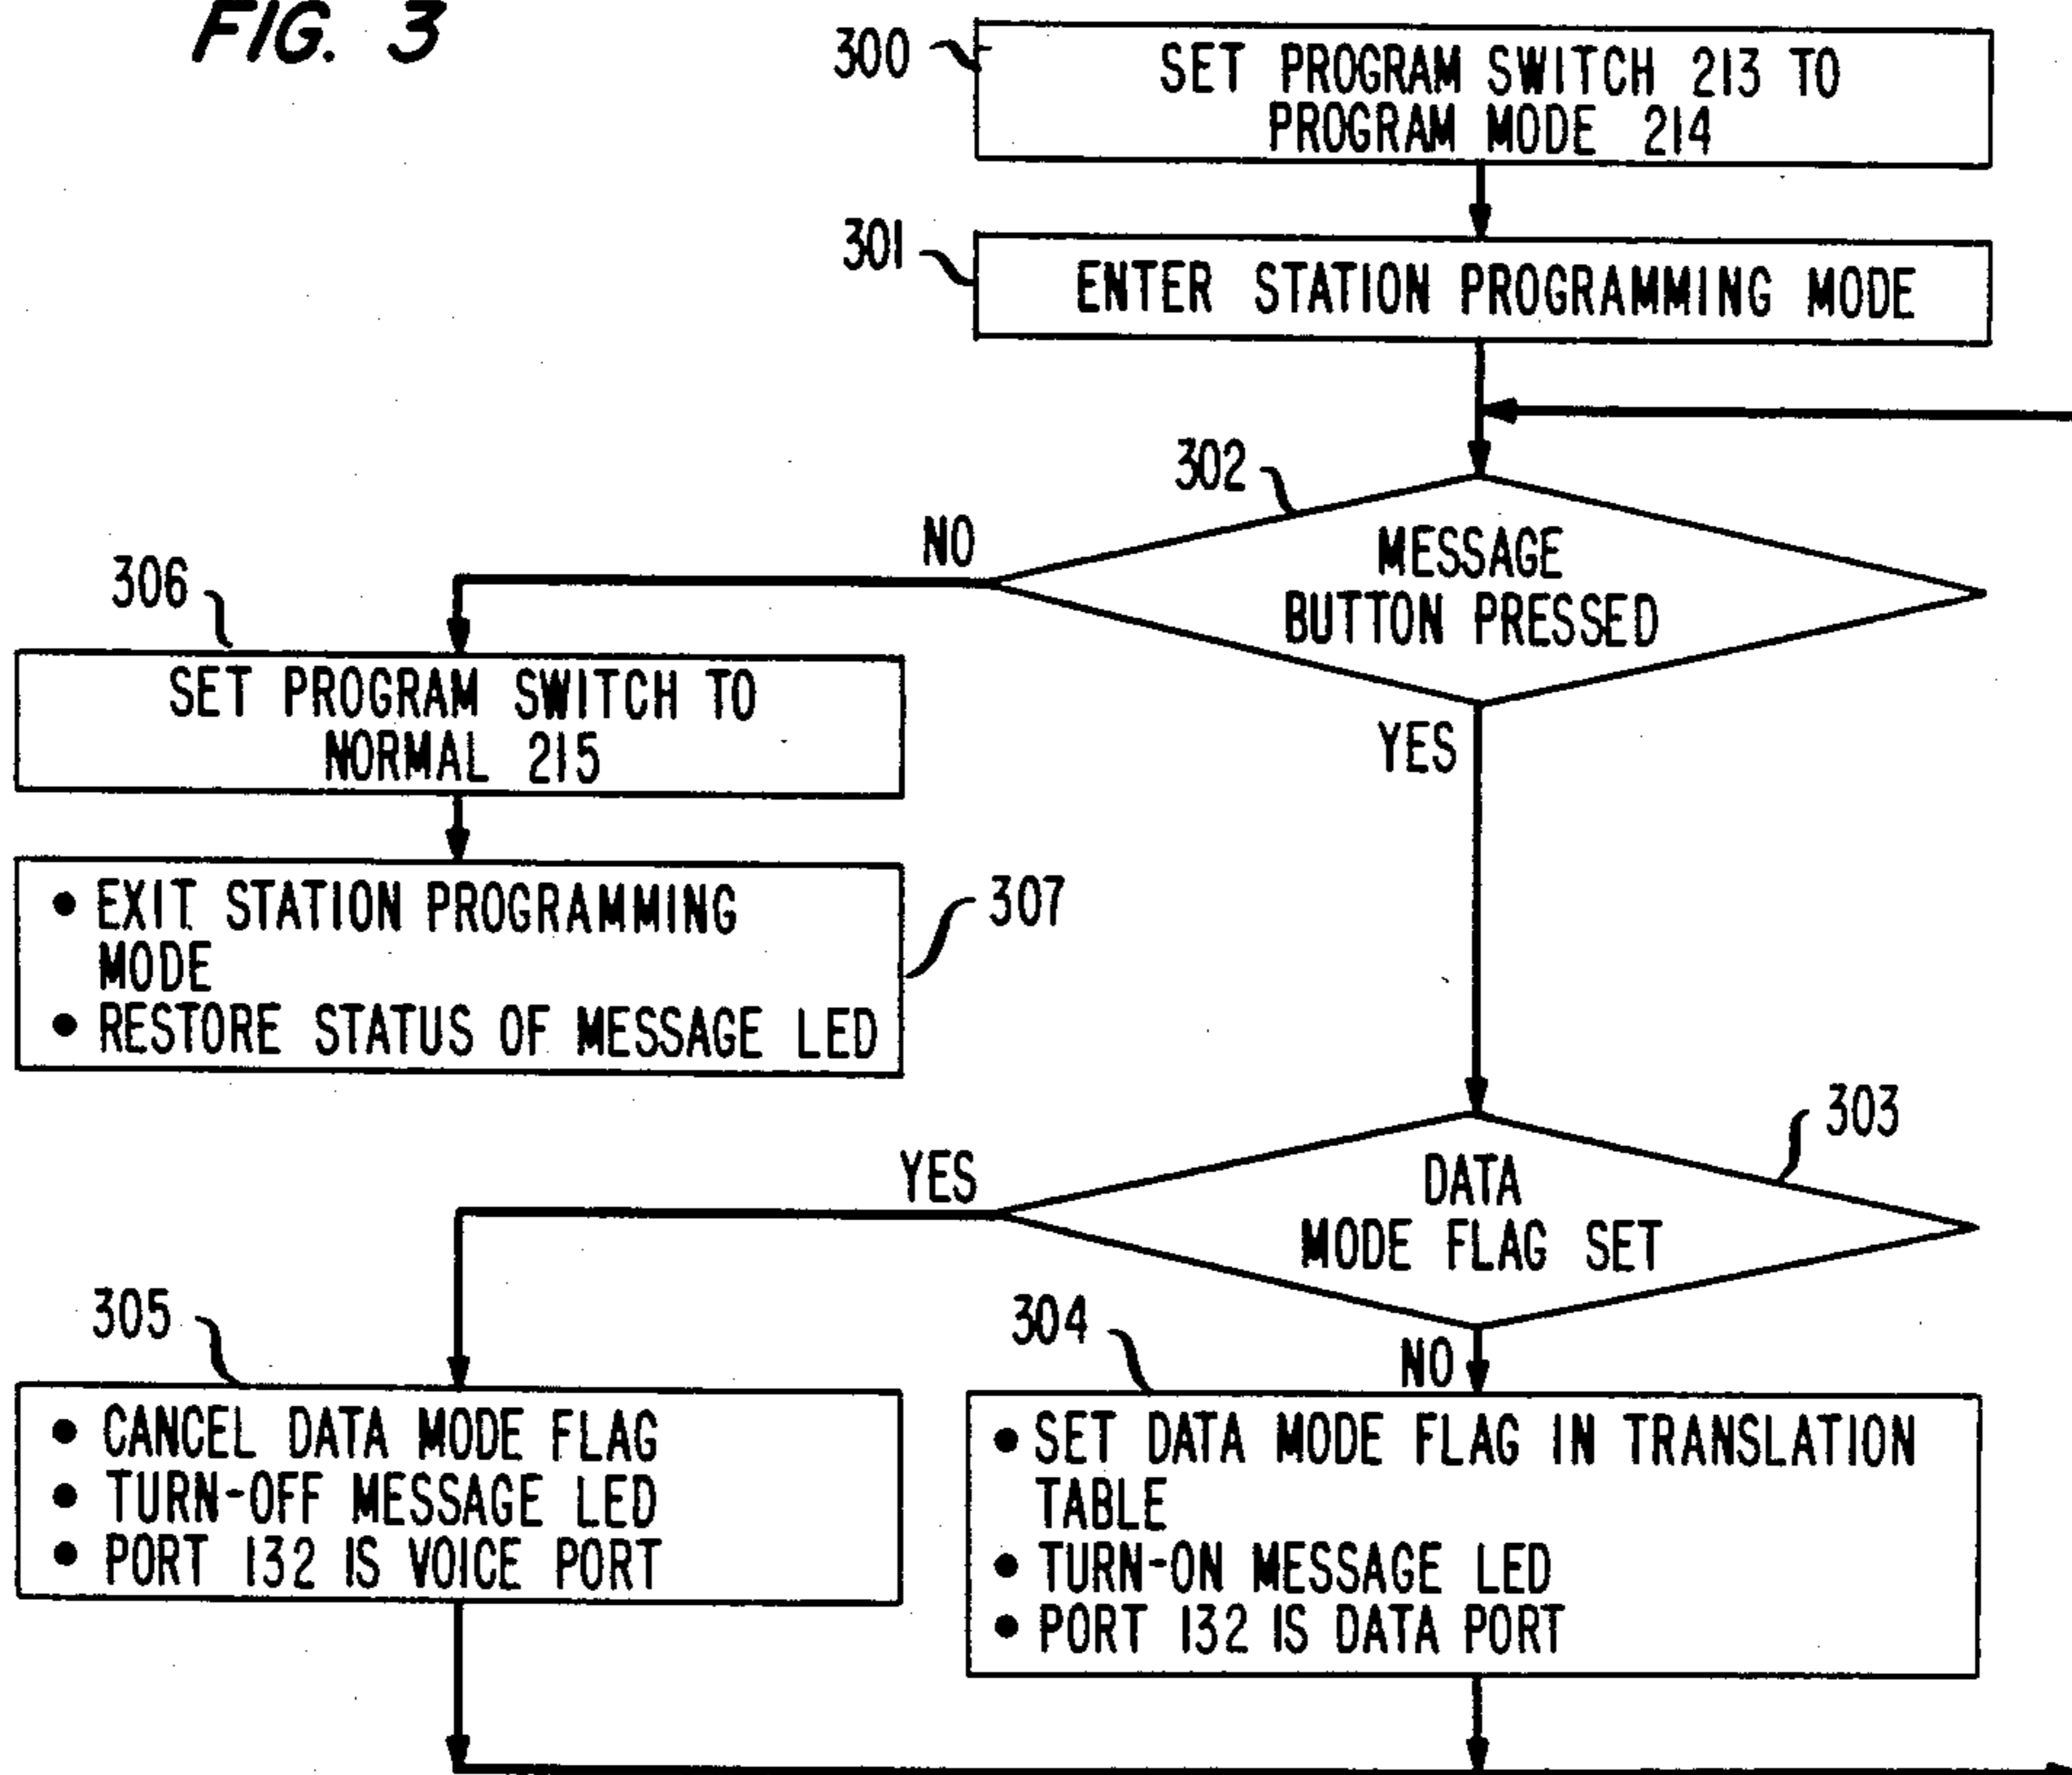 FIG. 3
300
SET PROGRAM SWITCH 213 TO
PROGRAM MODE 214
301
ENTER STATION PROGRAMMING MODE
302
MESSAGE
BUTTON PRESSED
NO
YES
306
SET PROGRAM SWITCH TO
NORMAL 215
• EXIT STATION PROGRAMMING
MODE
• RESTORE STATUS OF MESSAGE LED
307
303
DATA
MODE FLAG SET
YES
NO
305
• CANCEL DATA MODE FLAG
• TURN-OFF MESSAGE LED
• PORT 132 IS VOICE PORT
304
• SET DATA MODE FLAG IN TRANSLATION
TABLE
• TURN-ON MESSAGE LED
• PORT 132 IS DATA PORT